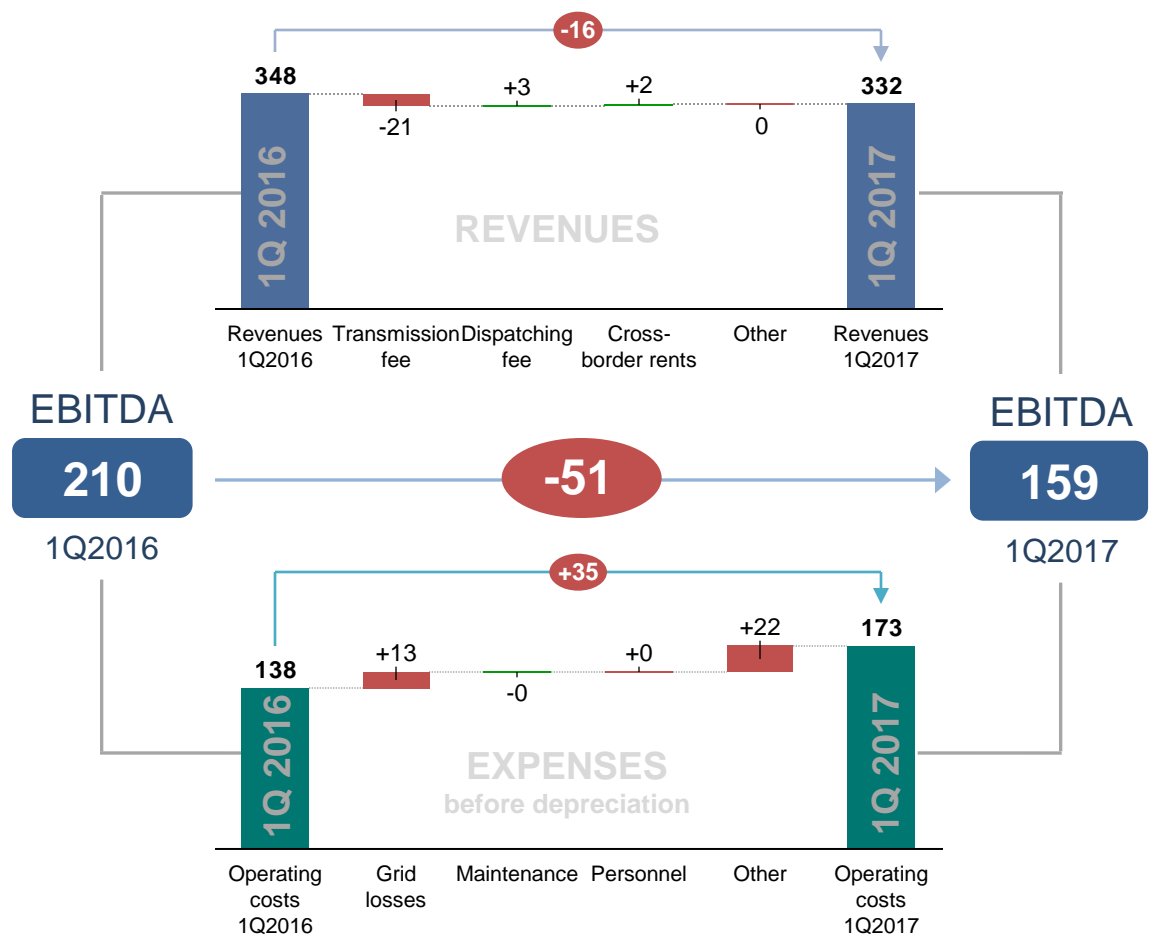 -16
348
+3
+2
332
-21
0
1Q 2016
1Q 2017
REVENUES
Revenues
1Q2016
Transmission
fee
Dispatching
fee
Cross-
border rents
Other
Revenues
1Q2017
EBITDA
210
1Q2016
-51
EBITDA
159
1Q2017
+35
138
+13
-0
+0
+22
173
1Q 2016
1Q 2017
EXPENSES
before depreciation
Operating
costs
1Q2016
Grid
losses
Maintenance
Personnel
Other
Operating
costs
1Q2017